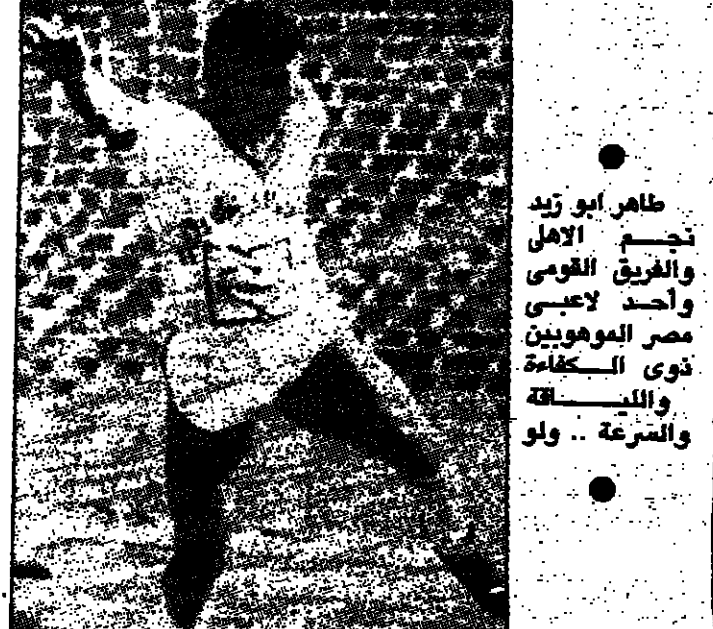 طاهر ابو زيد
نجم الاهلى
والفريق القومى
وأحد لاعبى
مصر الموهوبين
ذوى الكفاءة
واللياقة
والسرعة .. ولو